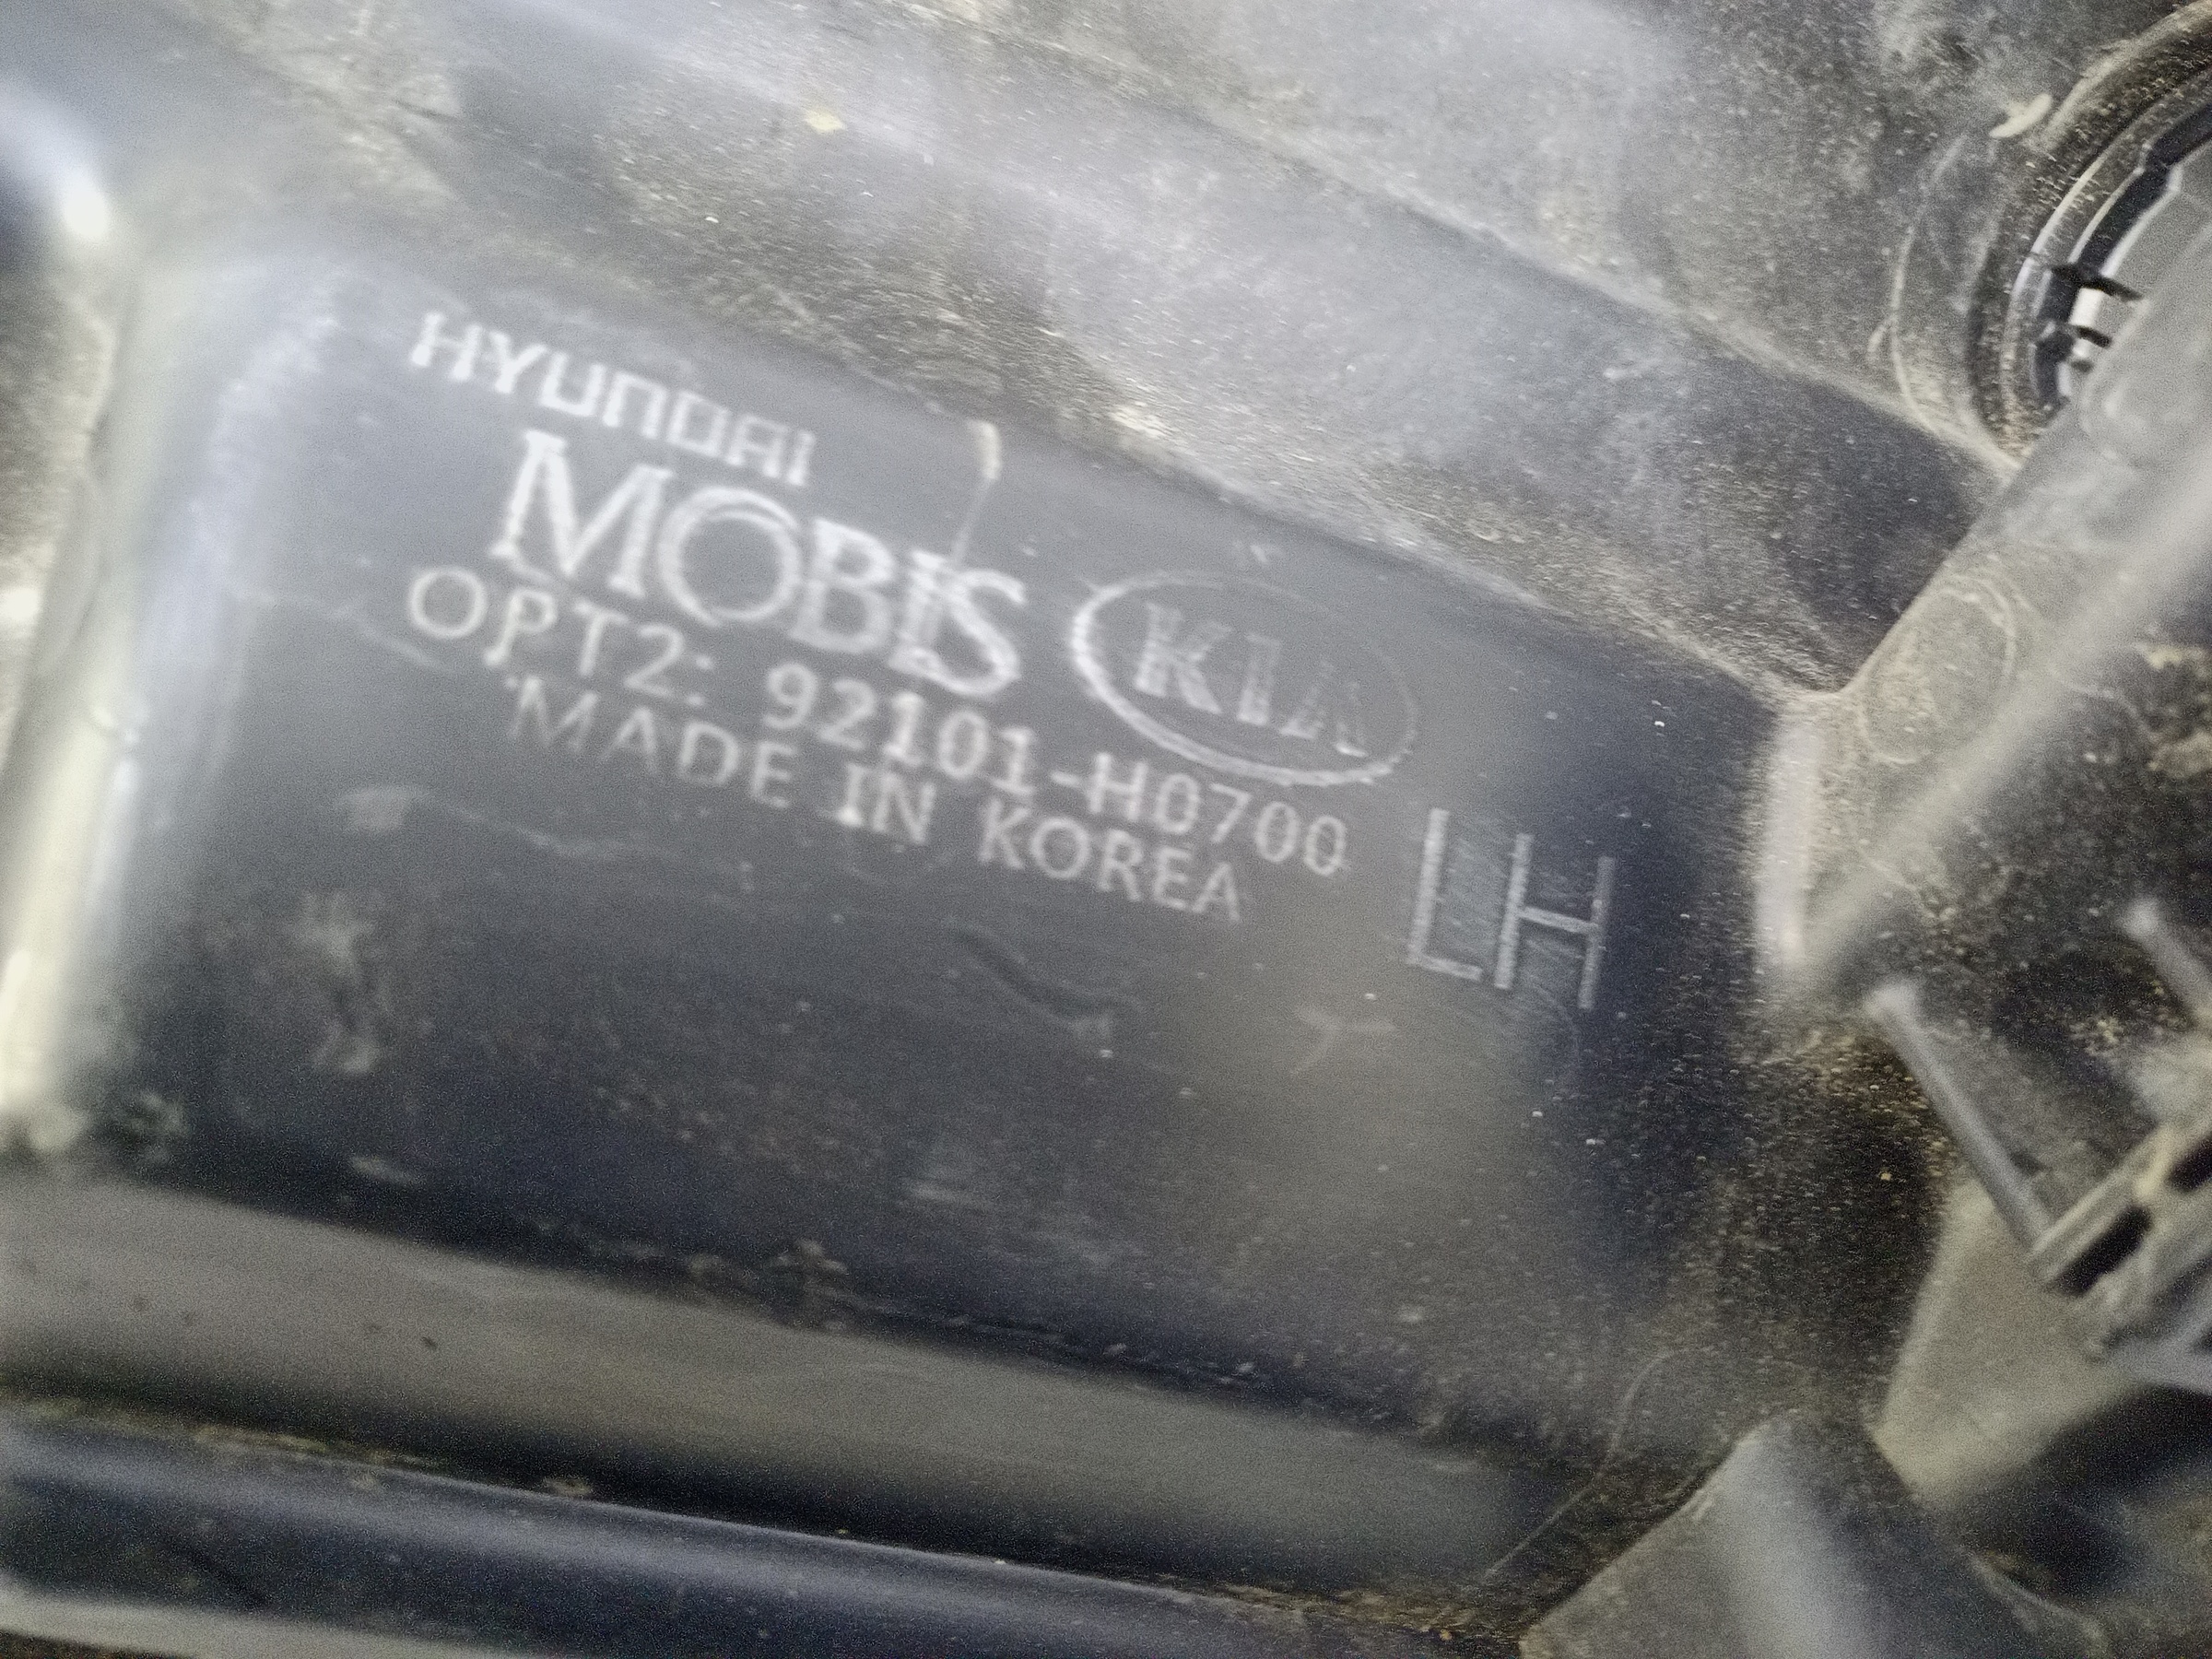 HYUNDAI
MOBIS KIA
OPT2: 92101-H0700
MADE IN KOREA
LH